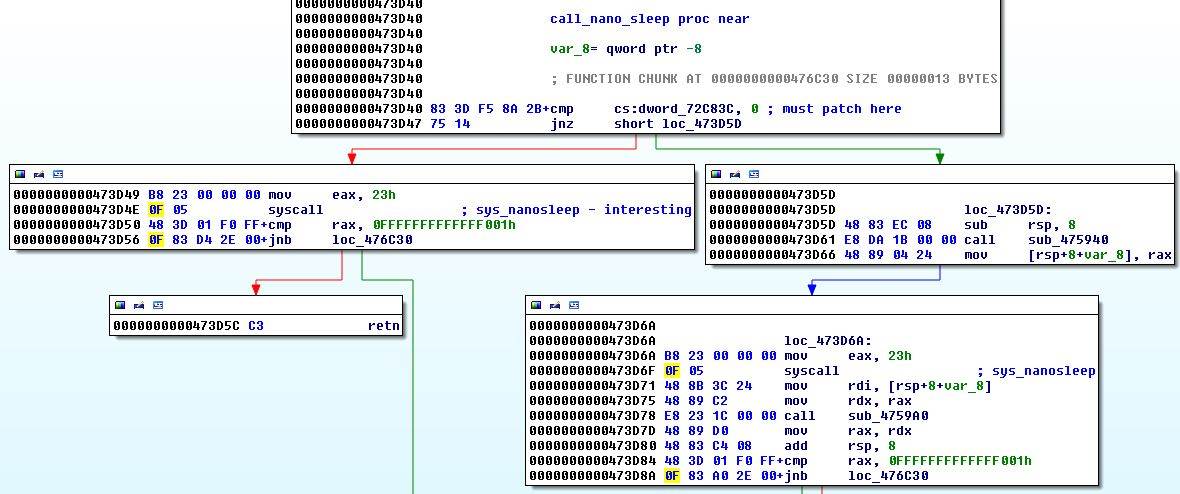 0000000000473D40
0000000000473D40 call_nano_sleep proc near
0000000000473D40
0000000000473D40 var_8= qword ptr -8
0000000000473D40
0000000000473D40 ; FUNCTION CHUNK AT 0000000000476C30 SIZE 00000013 BYTES
0000000000473D40
0000000000473D40 83 3D F5 8A 2B+cmp cs:dword_72C83C, 0 ; must patch here
0000000000473D47 75 14 jnz short loc_473D5D
0000000000473D49 B8 23 00 00 00 mov eax, 23h
0000000000473D4E 0F 05 syscall ; sys_nanosleep - interesting
0000000000473D50 48 3D 01 F0 FF+cmp rax, 0FFFFFFFFFFFFF001h
0000000000473D56 0F 83 D4 2E 00+jnb loc_476C30
0000000000473D5D
0000000000473D5D loc_473D5D:
0000000000473D5D 48 83 EC 08 sub rsp, 8
0000000000473D61 E8 DA 1B 00 00 call sub_475940
0000000000473D66 48 89 04 24 mov [rsp+8+var_8], rax
0000000000473D5C C3 retn
0000000000473D6A
0000000000473D6A loc_473D6A:
0000000000473D6A B8 23 00 00 00 mov eax, 23h
0000000000473D6F 0F 05 syscall ; sys_nanosleep
0000000000473D71 48 8B 3C 24 mov rdi, [rsp+8+var_8]
0000000000473D75 48 89 C2 mov rdx, rax
0000000000473D78 E8 23 1C 00 00 call sub_4759A0
0000000000473D7D 48 89 D0 mov rax, rdx
0000000000473D80 48 83 C4 08 add rsp, 8
0000000000473D84 48 3D 01 F0 FF+cmp rax, 0FFFFFFFFFFFFF001h
0000000000473D8A 0F 83 A0 2E 00+jnb loc_476C30